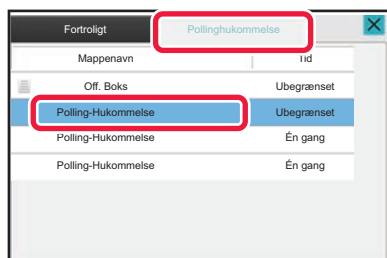 Fortroligt Pollinghukommelse
Mappenavn Tid
Off. Boks Ubegrænset
Polling-Hukommelse Ubegrænset
Polling-Hukommelse Én gang
Polling-Hukommelse Én gang